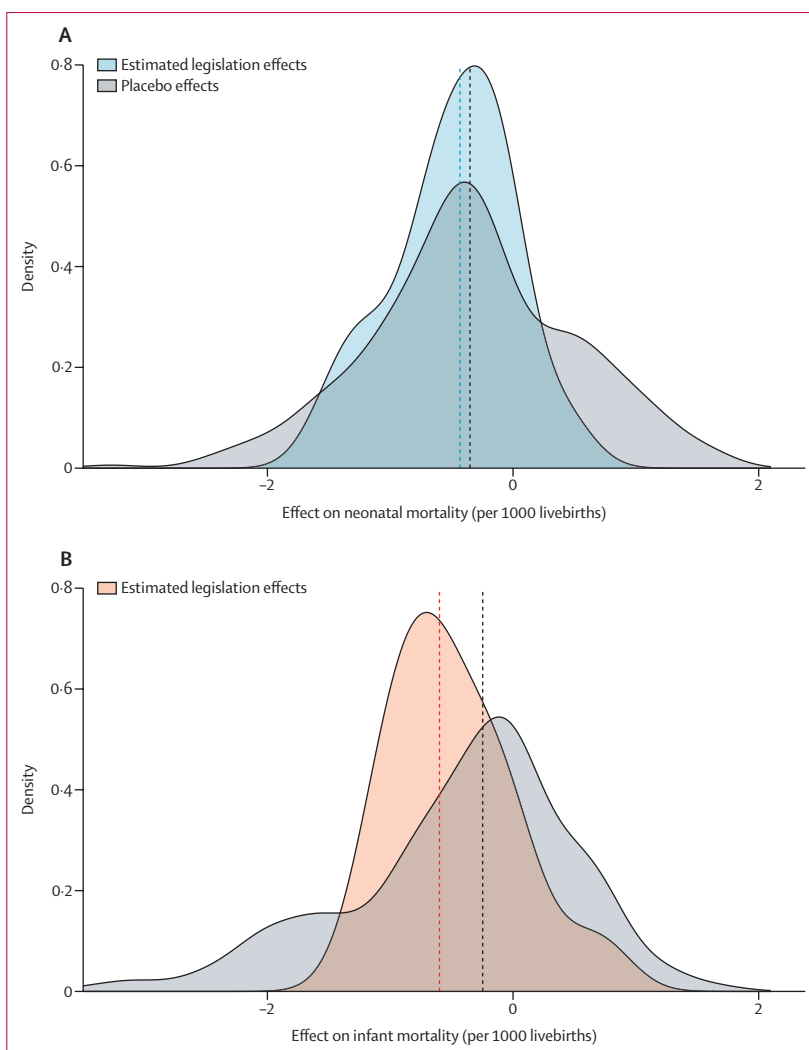 A
Estimated legislation effects
Placebo effects
0·8
0·6
0·4
0·2
0
Density
−2
0
2
Effect on neonatal mortality (per 1000 livebirths)
B
Estimated legislation effects
0·8
0·6
0·4
0·2
0
Density
−2
0
2
Effect on infant mortality (per 1000 livebirths)